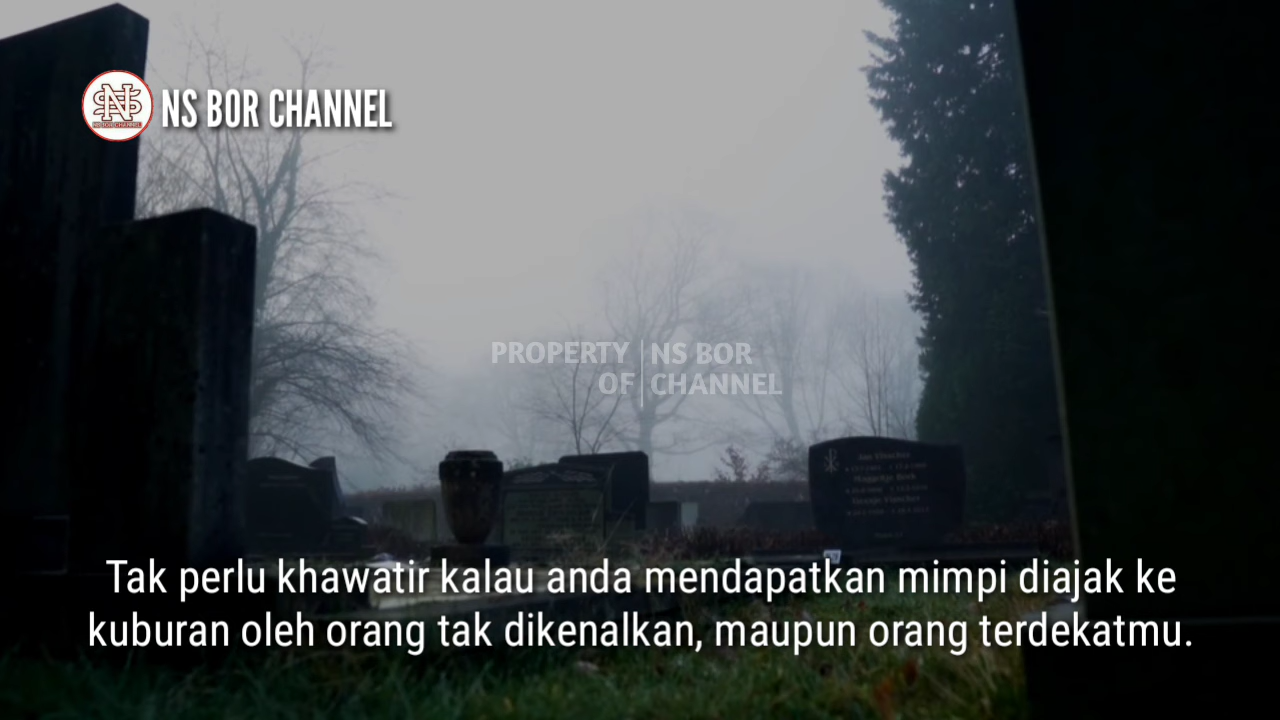 NS BOR CHANNEL
PROPERTY OF
NS BOR CHANNEL
Tak perlu khawatir kalau anda mendapatkan mimpi diajak ke
kuburan oleh orang tak dikenalkan, maupun orang terdekatmu.